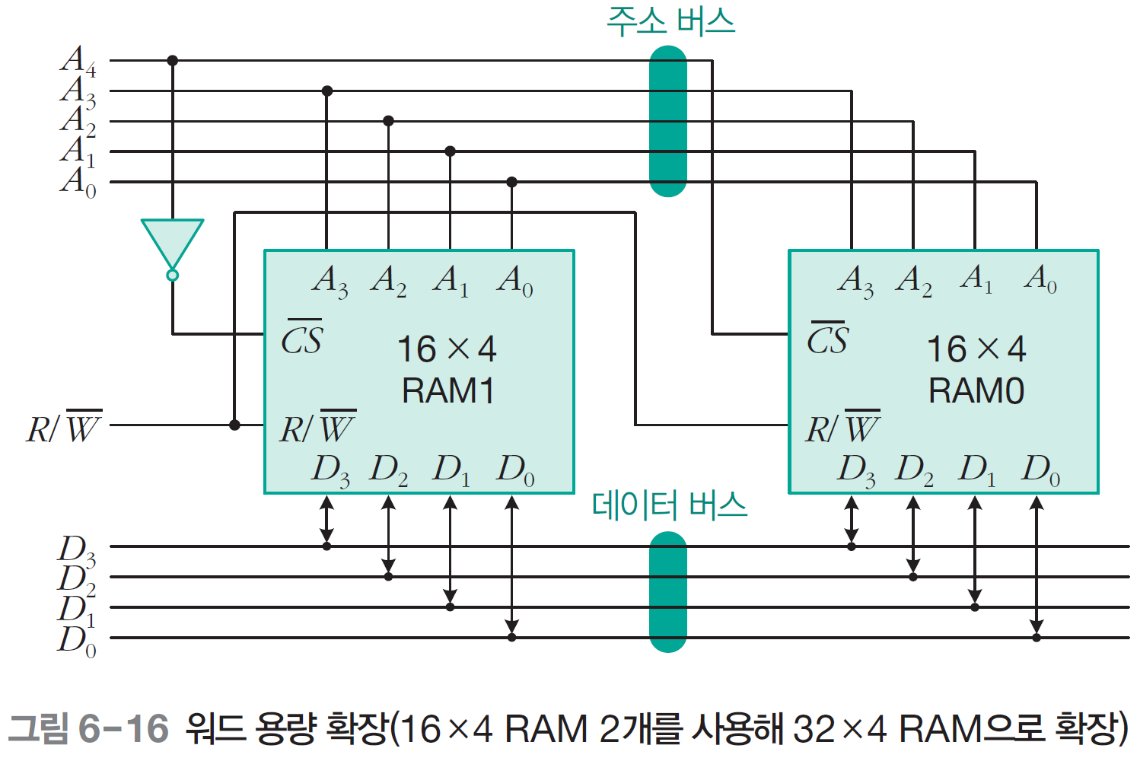 주소 버스
A₄
A₃
A₂
A₁
A₀
A₃ A₂ A₁ A₀
A₃ A₂ A₁ A₀
C̅S̅
16×4
RAM1
C̅S̅
16×4
RAM0
R/W̅
R/W̅
R/W̅
D₃ D₂ D₁ D₀
D₃ D₂ D₁ D₀
데이터 버스
D₃
D₂
D₁
D₀
그림 6-16 워드 용량 확장(16×4 RAM 2개를 사용해 32×4 RAM으로 확장)